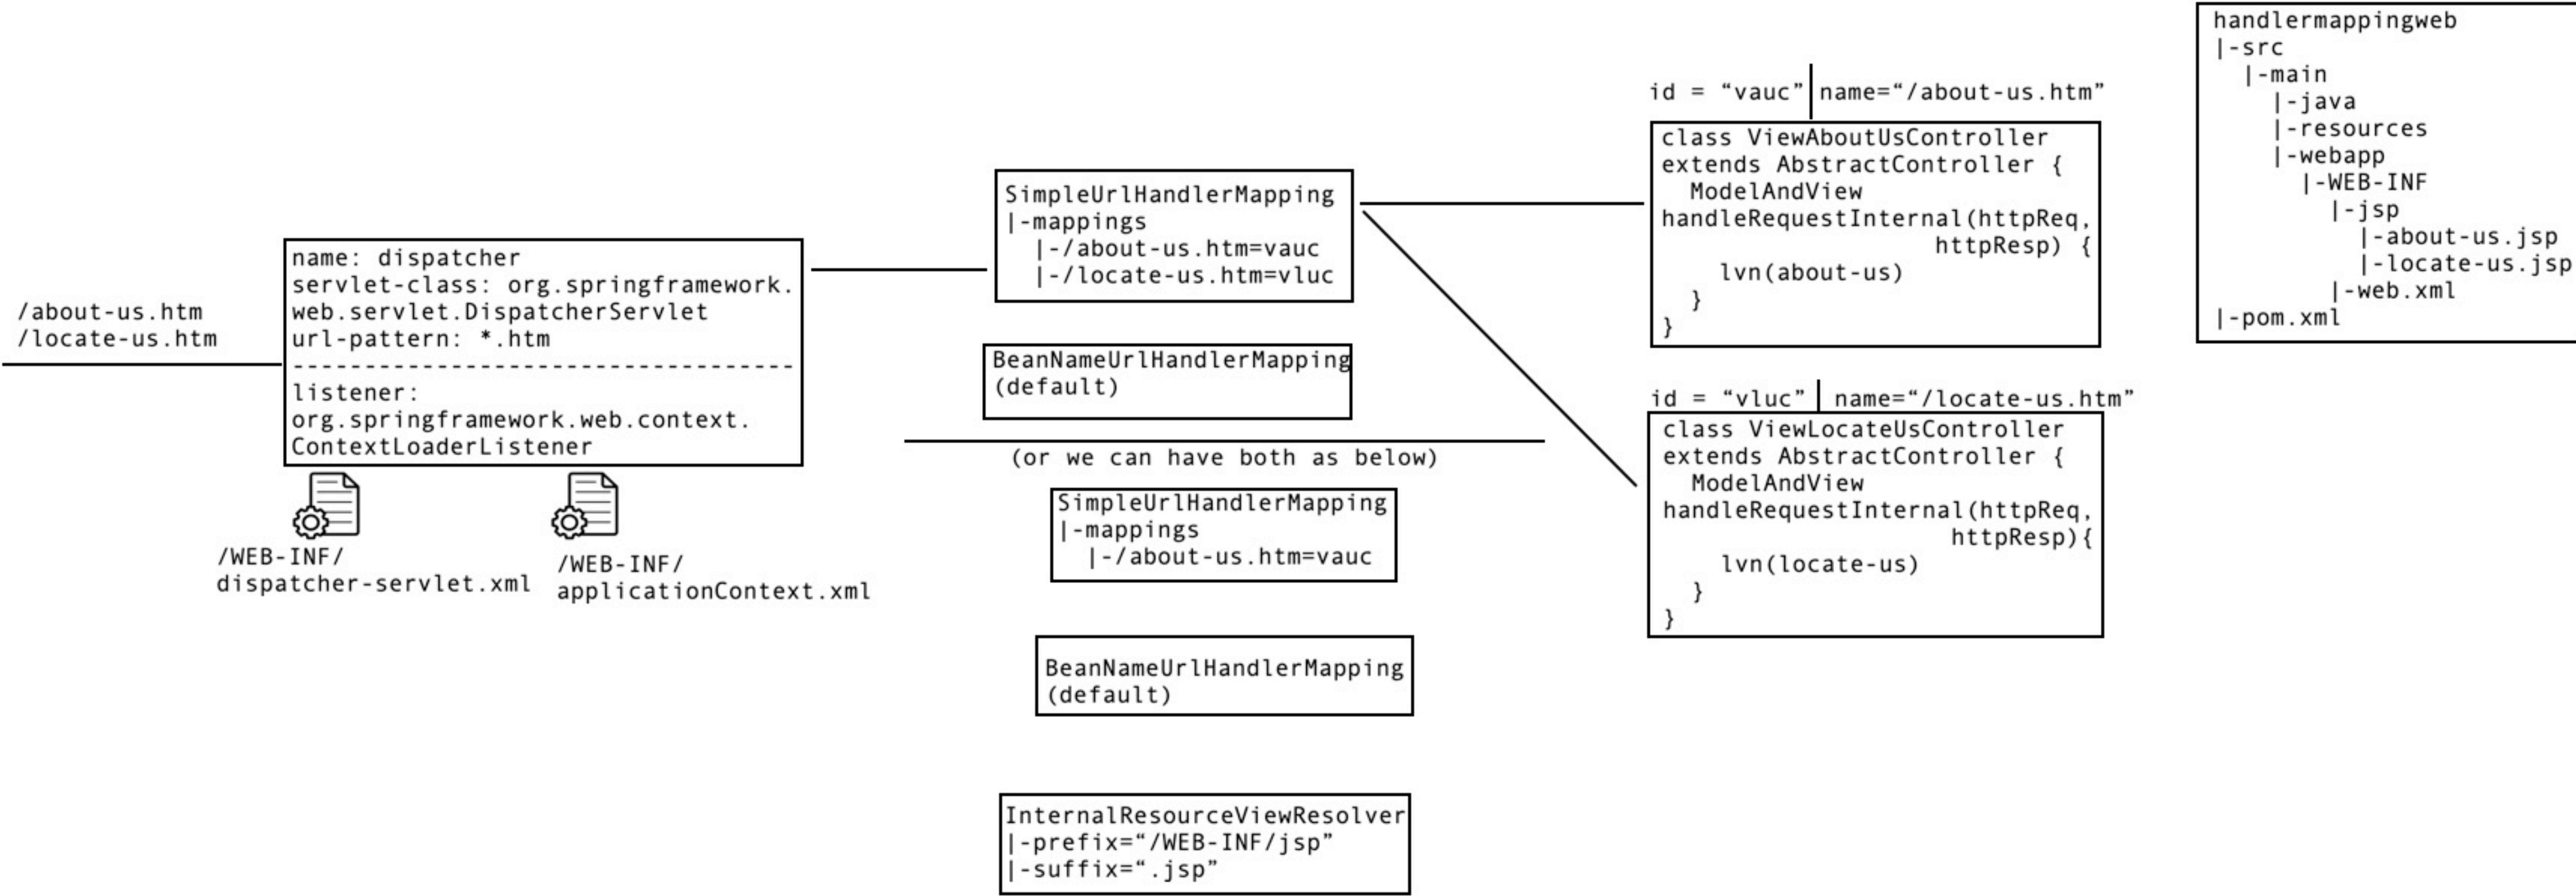 /about-us.htm
/locate-us.htm
name: dispatcher
servlet-class: org.springframework.
web.servlet.DispatcherServlet
url-pattern: *.htm
-----------------------------------
listener:
org.springframework.web.context.
ContextLoaderListener
/WEB-INF/
dispatcher-servlet.xml
/WEB-INF/
applicationContext.xml
SimpleUrlHandlerMapping
|-mappings
|-/about-us.htm=vauc
|-/locate-us.htm=vluc
BeanNameUrlHandlerMapping
(default)
(or we can have both as below)
SimpleUrlHandlerMapping
|-mappings
|-/about-us.htm=vauc
BeanNameUrlHandlerMapping
(default)
InternalResourceViewResolver
|-prefix=“/WEB-INF/jsp”
|-suffix=“.jsp”
id = “vauc” name=“/about-us.htm”
class ViewAboutUsController
extends AbstractController {
ModelAndView
handleRequestInternal(httpReq,
httpResp) {
lvn(about-us)
}
}
id = “vluc” name=“/locate-us.htm”
class ViewLocateUsController
extends AbstractController {
ModelAndView
handleRequestInternal(httpReq,
httpResp){
lvn(locate-us)
}
}
handlermappingweb
|-src
|-main
|-java
|-resources
|-webapp
|-WEB-INF
|-jsp
|-about-us.jsp
|-locate-us.jsp
|-web.xml
|-pom.xml